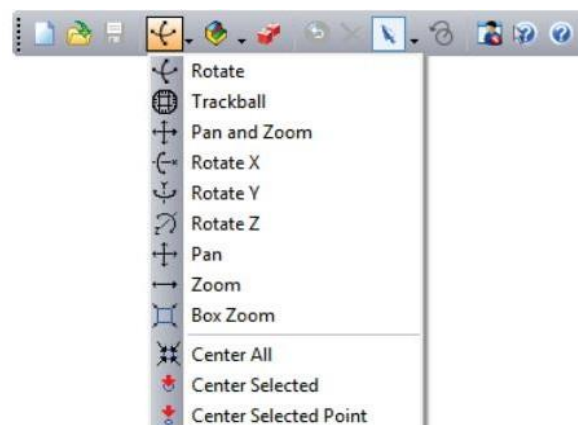 Rotate
Trackball
Pan and Zoom
Rotate X
Rotate Y
Rotate Z
Pan
Zoom
Box Zoom
Center All
Center Selected
Center Selected Point